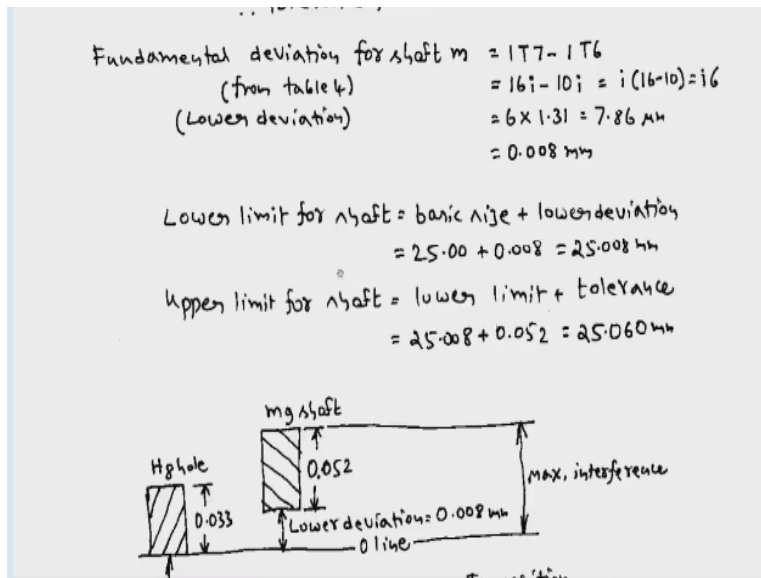 Fundamental deviation for shaft m = IT7 - IT6
(from table 4) = 16i - 10i = i(16-10) = i6
(Lower deviation) = 6 x 1.31 = 7.86 μm
= 0.008 mm
Lower limit for shaft = basic size + lower deviation
= 25.00 + 0.008 = 25.008 mm
Upper limit for shaft = lower limit + tolerance
= 25.008 + 0.052 = 25.060 mm
m9 shaft
H8 hole
0.052
Max. interference
0.033
Lower deviation = 0.008 mm
0 line